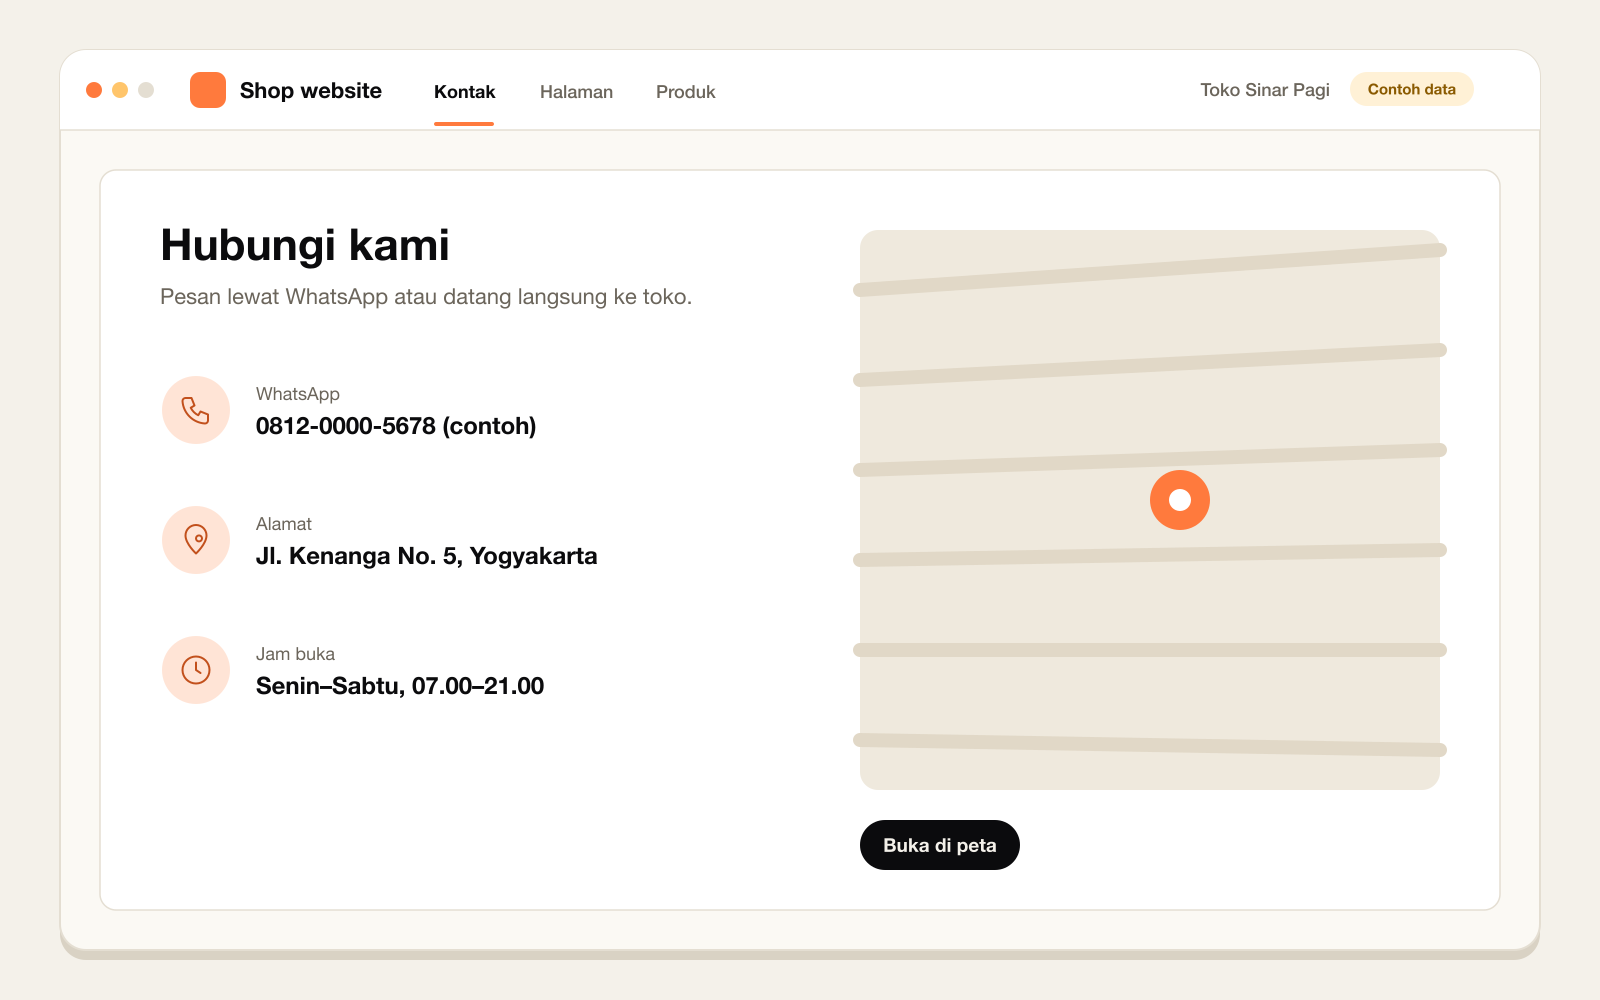 Shop website
Kontak
Halaman
Produk
Toko Sinar Pagi
Contoh data
Hubungi kami
Pesan lewat WhatsApp atau datang langsung ke toko.
WhatsApp
0812-0000-5678 (contoh)
Alamat
Jl. Kenanga No. 5, Yogyakarta
Jam buka
Senin–Sabtu, 07.00–21.00
Buka di peta